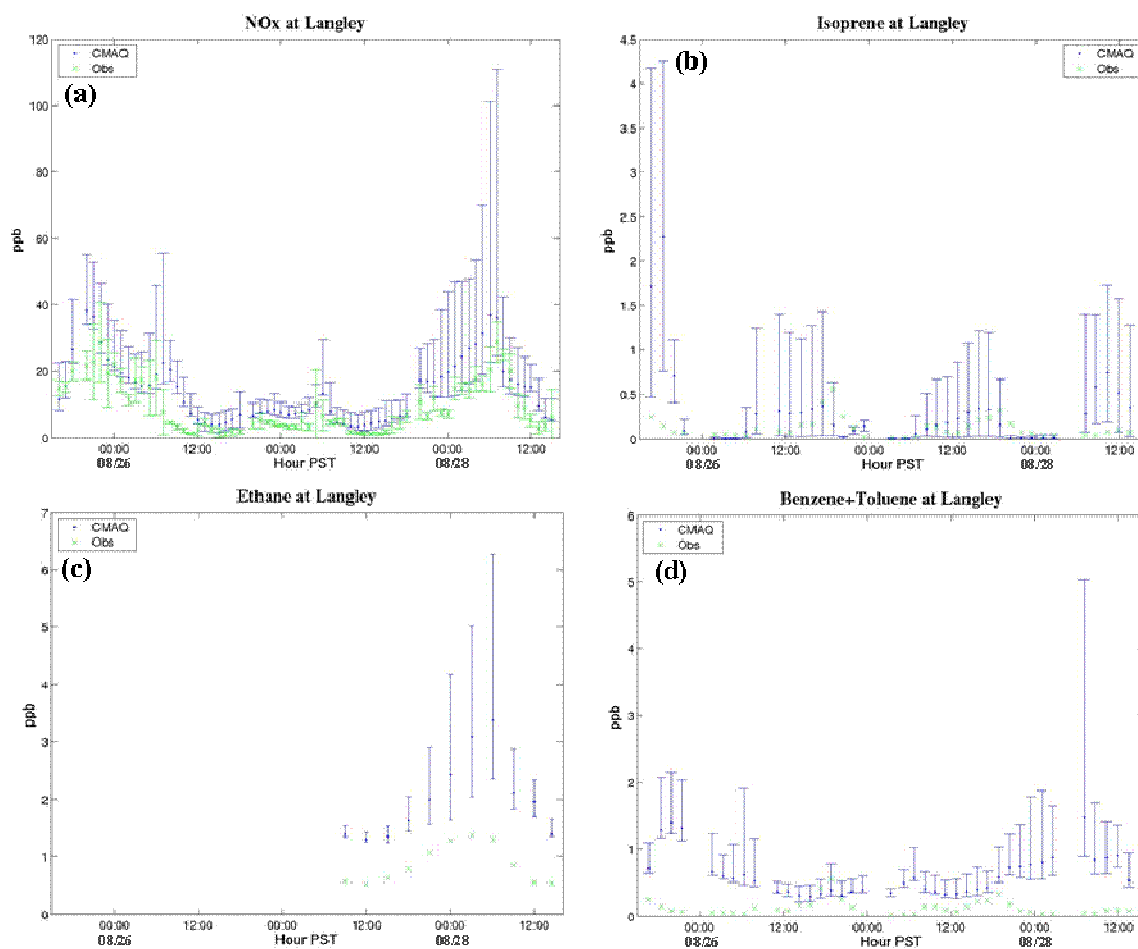 NOx at Langley
120
100
80
60
40
20
0
ppb
CMAQ
Obs
(a)
00:00
08/26
12:00
00:00
12:00
00:00
08/28
12:00
Hour PST
Isoprene at Langley
4.5
4
3.5
3
2.5
2
1.5
1
0.5
0
ppb
CMAQ
Obs
(b)
00:00
08/26
12:00
00:00
12:00
00:00
08/28
12:00
Hour PST
Ethane at Langley
7
6
5
4
3
2
1
0
ppb
CMAQ
Obs
(c)
00:00
08/26
12:00
00:00
12:00
00:00
08/28
12:00
Hour PST
Benzene+Toluene at Langley
6
5
4
3
2
1
0
ppb
CMAQ
Obs
(d)
00:00
08/26
12:00
00:00
12:00
00:00
08/28
12:00
Hour PST